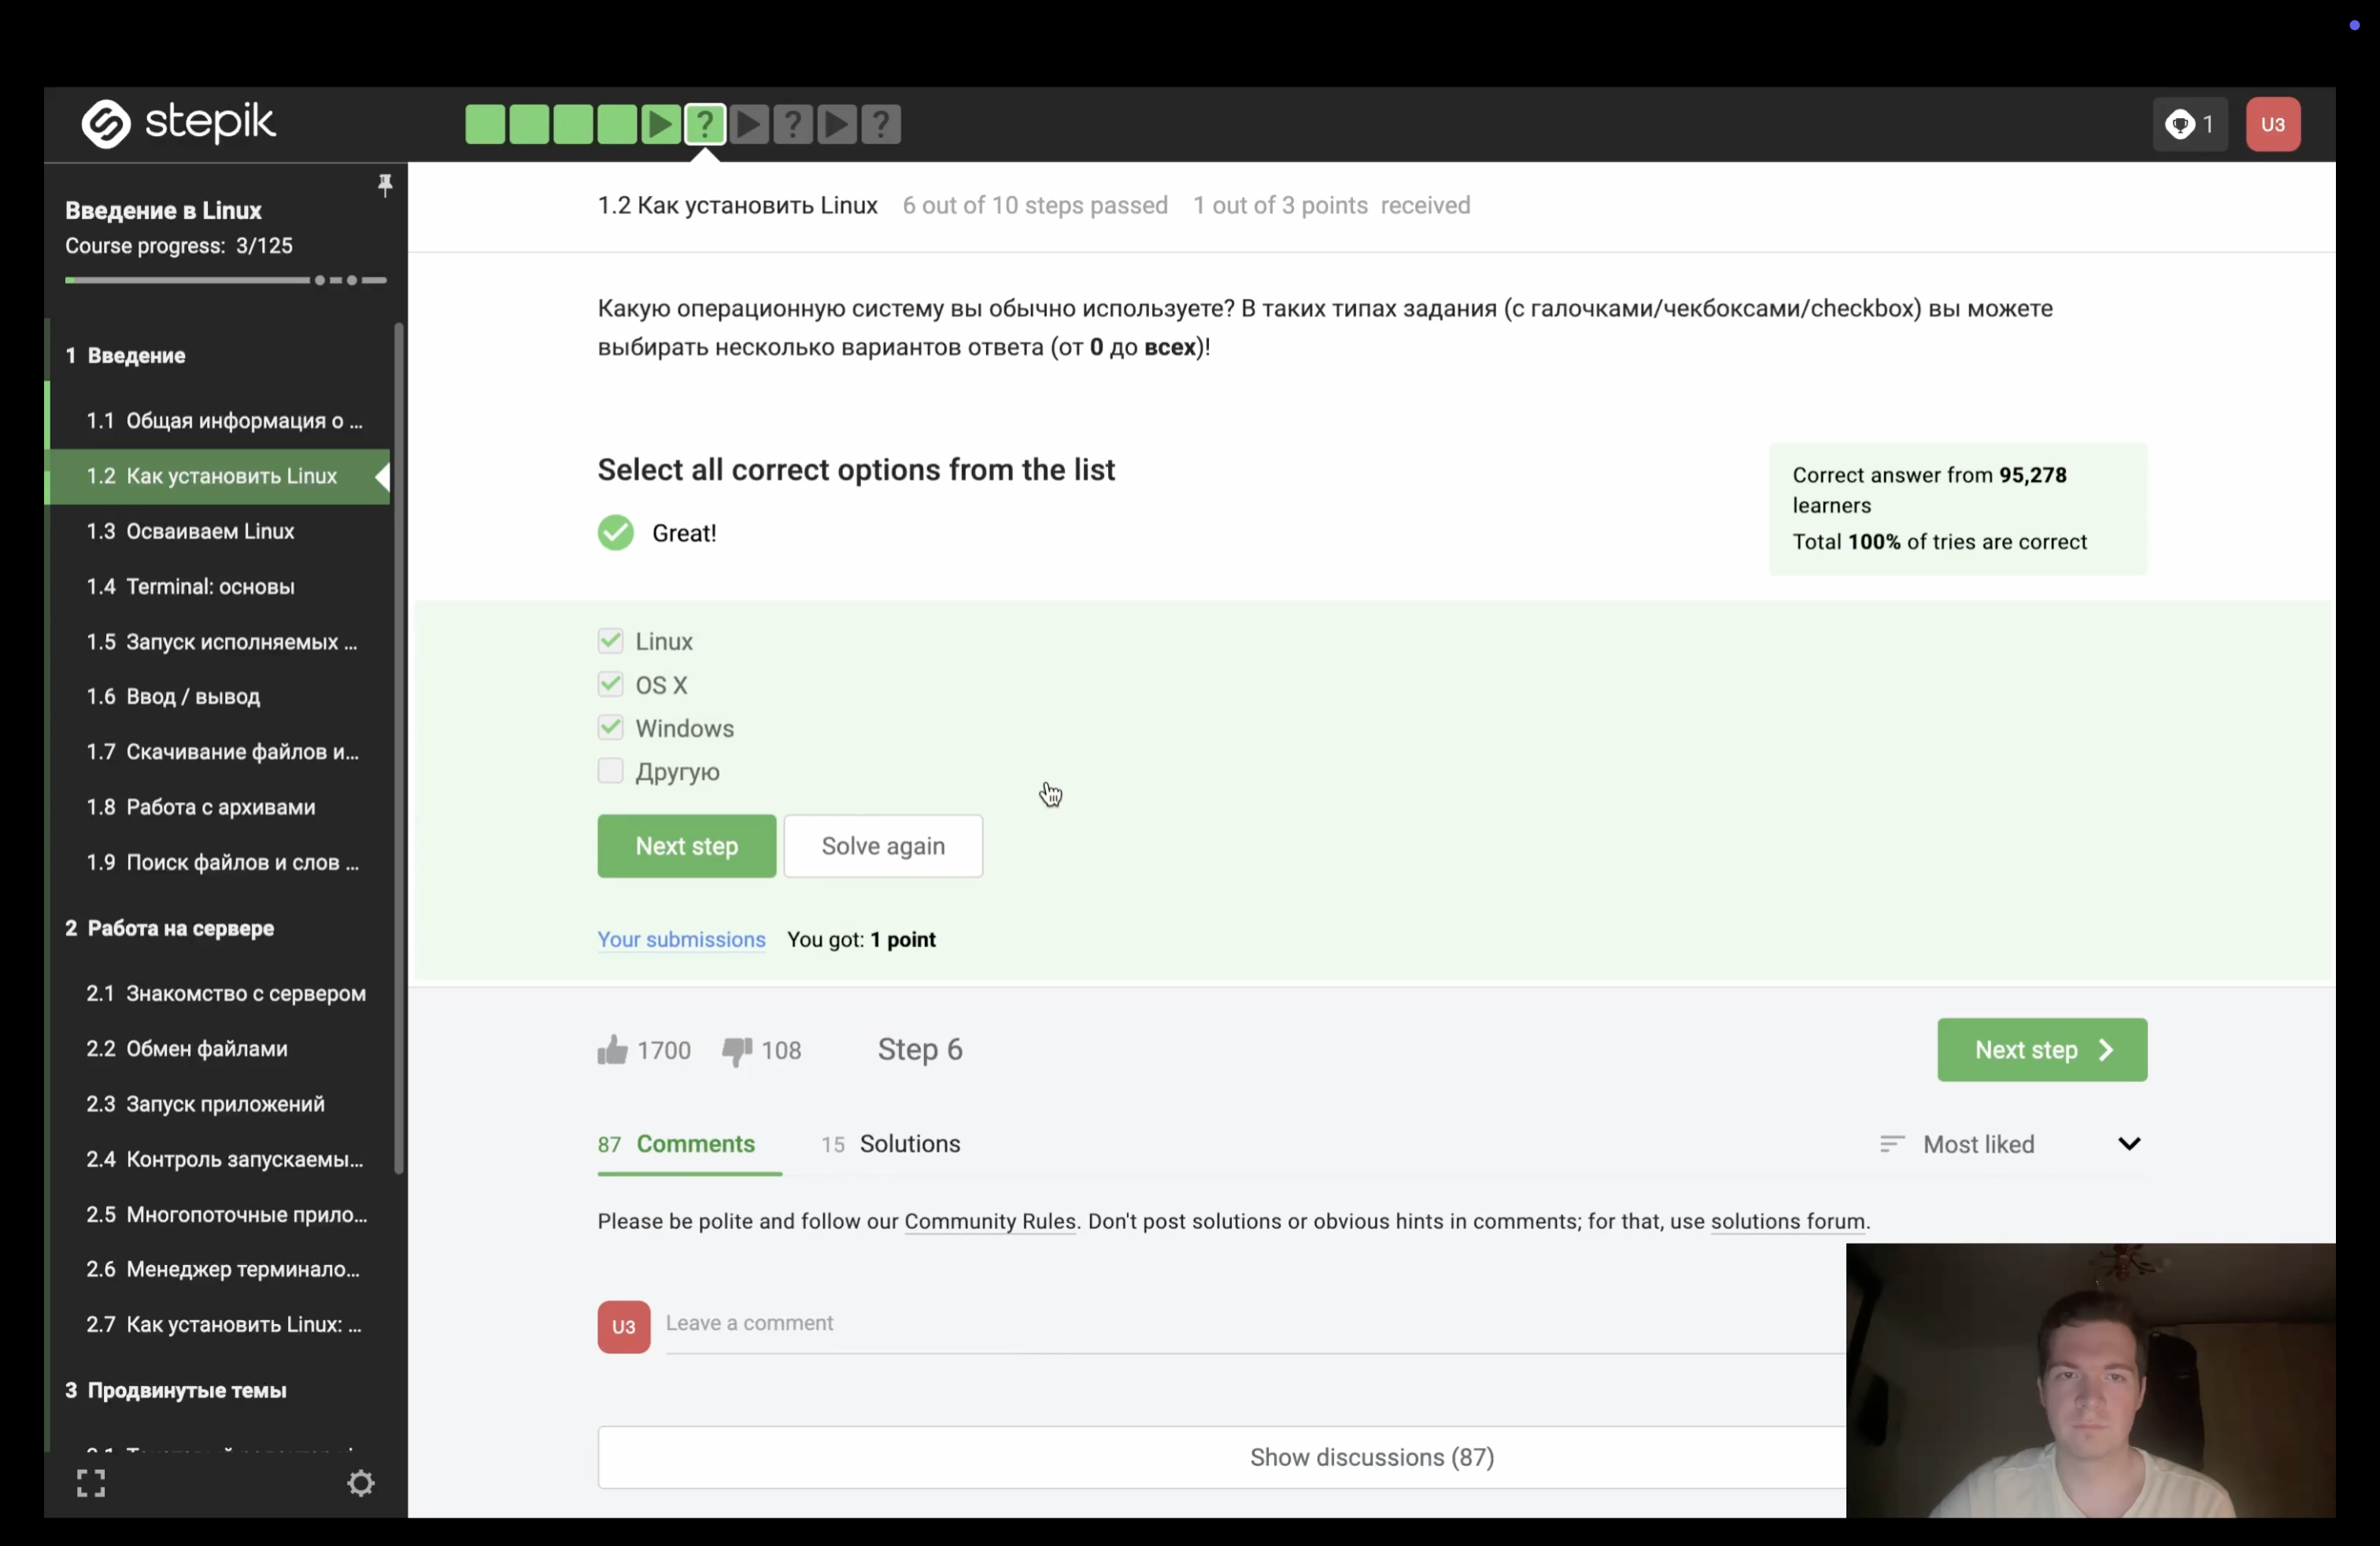 stepik
? ? ?
1
U3
Введение в Linux
Course progress: 3/125
1 Введение
1.1 Общая информация о ...
1.2 Как установить Linux
1.3 Осваиваем Linux
1.4 Terminal: основы
1.5 Запуск исполняемых ...
1.6 Ввод / вывод
1.7 Скачивание файлов и...
1.8 Работа с архивами
1.9 Поиск файлов и слов ...
2 Работа на сервере
2.1 Знакомство с сервером
2.2 Обмен файлами
2.3 Запуск приложений
2.4 Контроль запускаемы...
2.5 Многопоточные прило...
2.6 Менеджер терминало...
2.7 Как установить Linux: ...
3 Продвинутые темы
1.2 Как установить Linux 6 out of 10 steps passed 1 out of 3 points received
Какую операционную систему вы обычно используете? В таких типах задания (с галочками/чекбоксами/checkbox) вы можете
выбирать несколько вариантов ответа (от 0 до всех)!
Select all correct options from the list
Great!
Correct answer from 95,278
learners
Total 100% of tries are correct
Linux
OS X
Windows
Другую
Next step Solve again
Your submissions You got: 1 point
1700 108 Step 6 Next step
87 Comments 15 Solutions Most liked
Please be polite and follow our Community Rules. Don't post solutions or obvious hints in comments; for that, use solutions forum.
U3 Leave a comment
Show discussions (87)